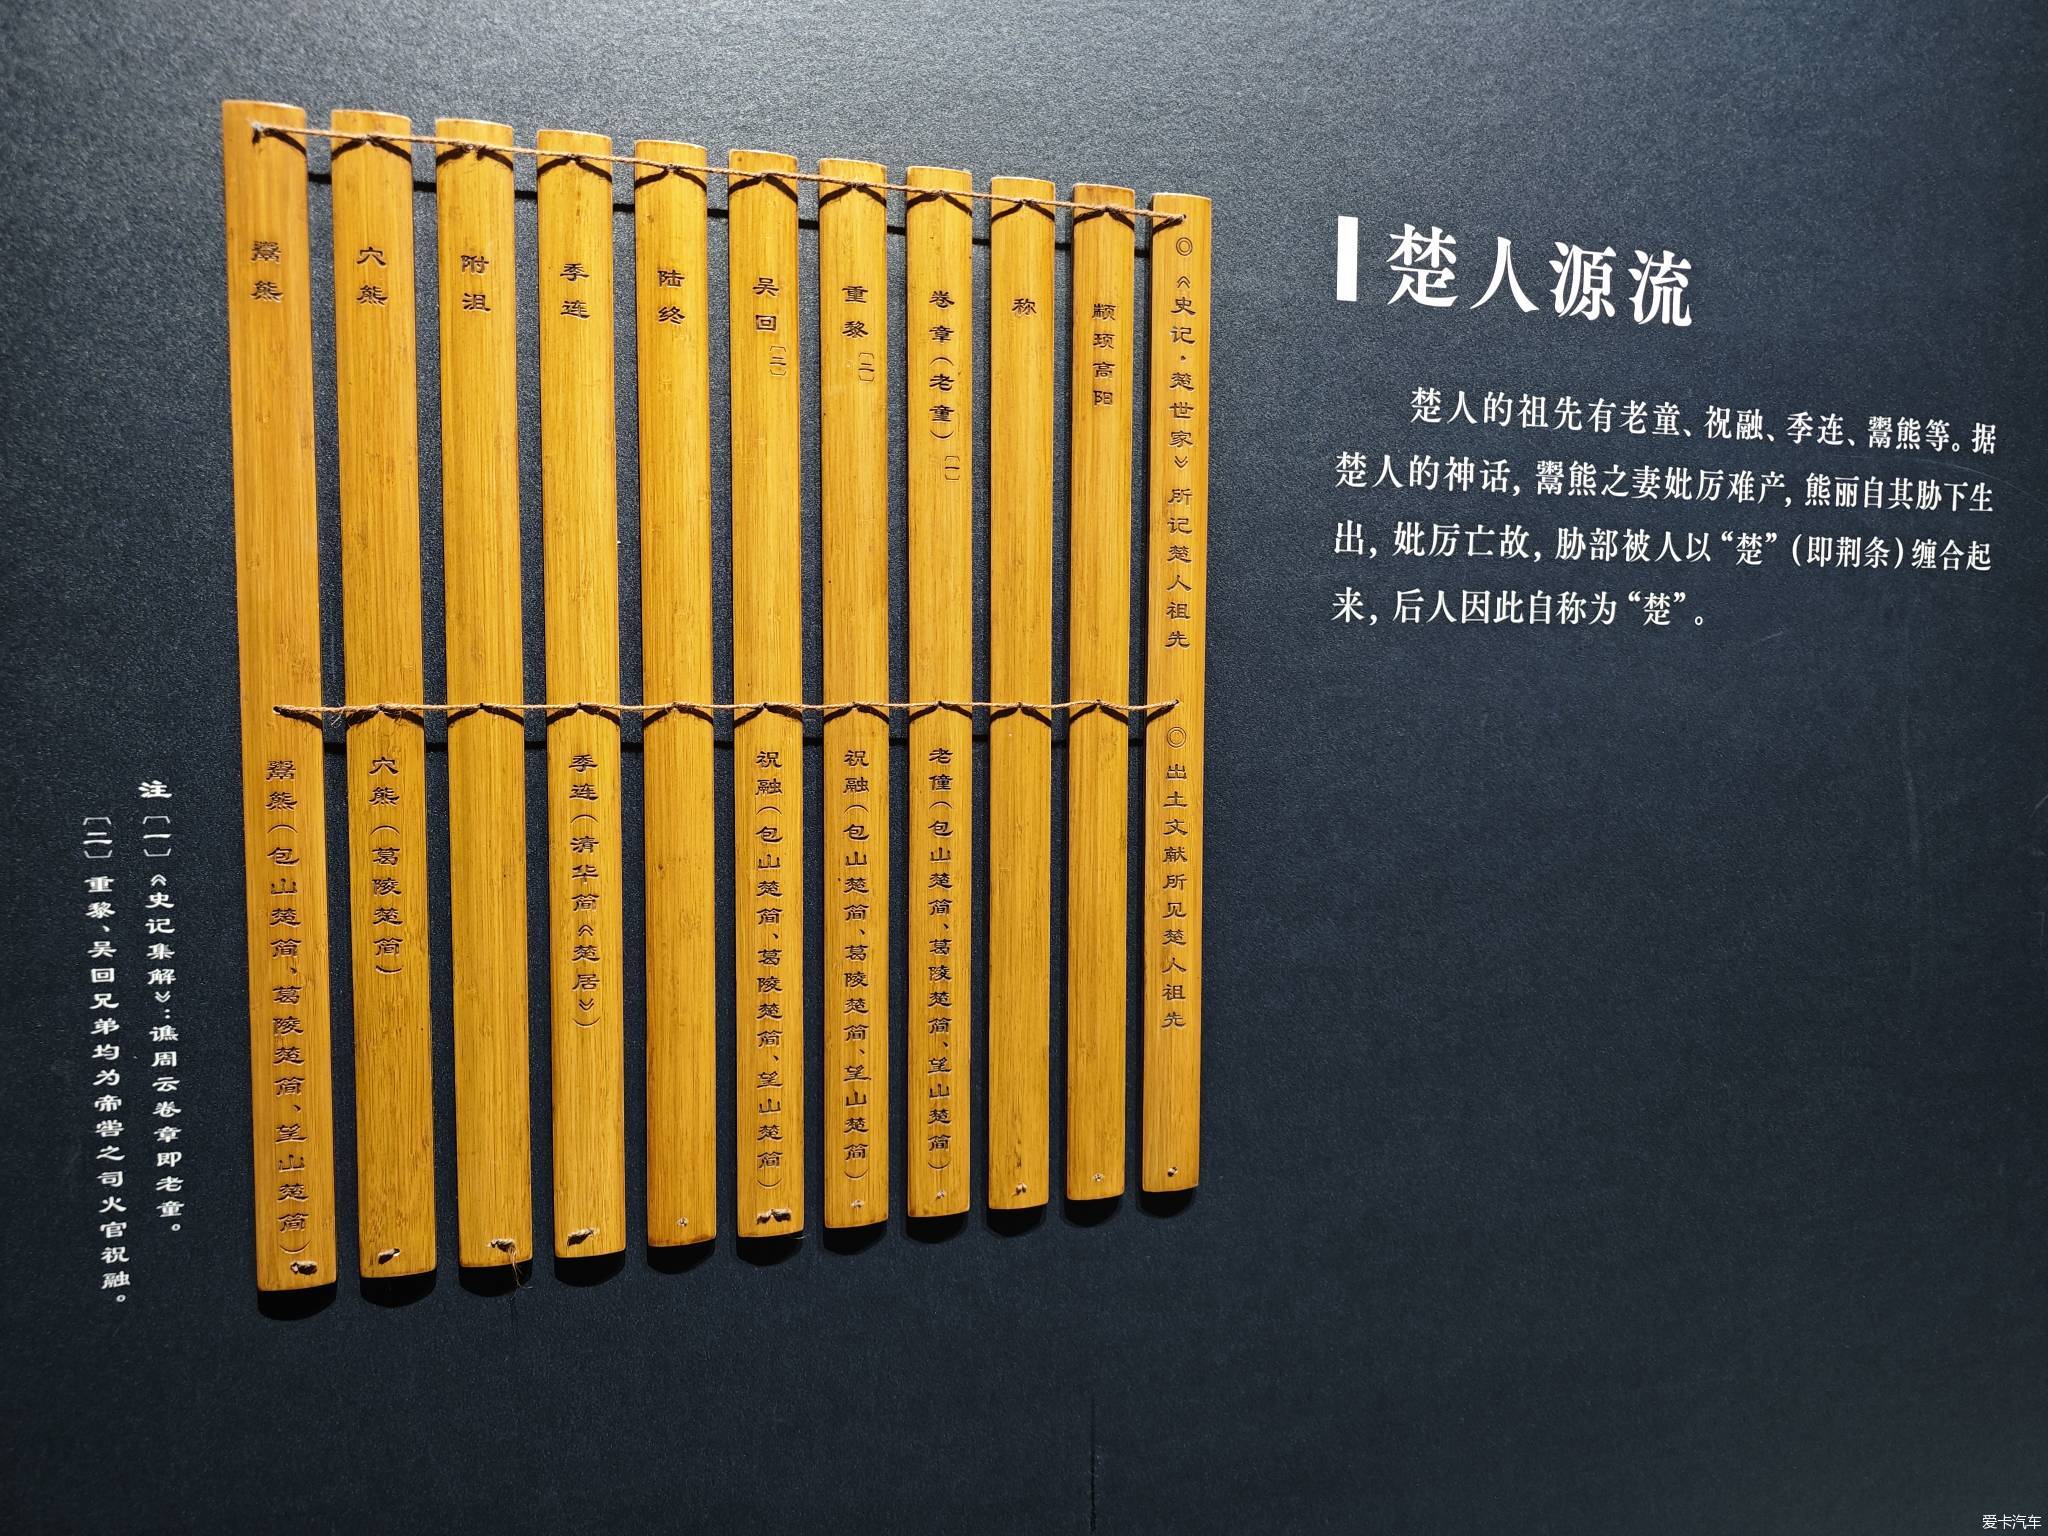 楚人源流
楚人的祖先有老童、祝融、季连、鬻熊等。据
楚人的神话，鬻熊之妻妣厉难产，熊丽自其胁下生
出，妣厉亡故，胁部被人以“楚”（即荆条）缠合起
来，后人因此自称为“楚”。
◎《史记·楚世家》所记楚人祖先
◎出土文献所见楚人祖先
颛顼高阳
称
卷章（老童）〔一〕
老僮（包山楚简、葛陵楚简、望山楚简）
重黎〔二〕
祝融（包山楚简、葛陵楚简、望山楚简）
吴回〔二〕
祝融（包山楚简、葛陵楚简、望山楚简）
陆终
季连
季连（清华简《楚居》）
附沮
穴熊
穴熊（葛陵楚简）
鬻熊
鬻熊（包山楚简、葛陵楚简、望山楚简）
注〔一〕《史记集解》：谯周云卷章即老童。
〔二〕重黎、吴回兄弟均为帝喾之司火官祝融。
爱卡汽车